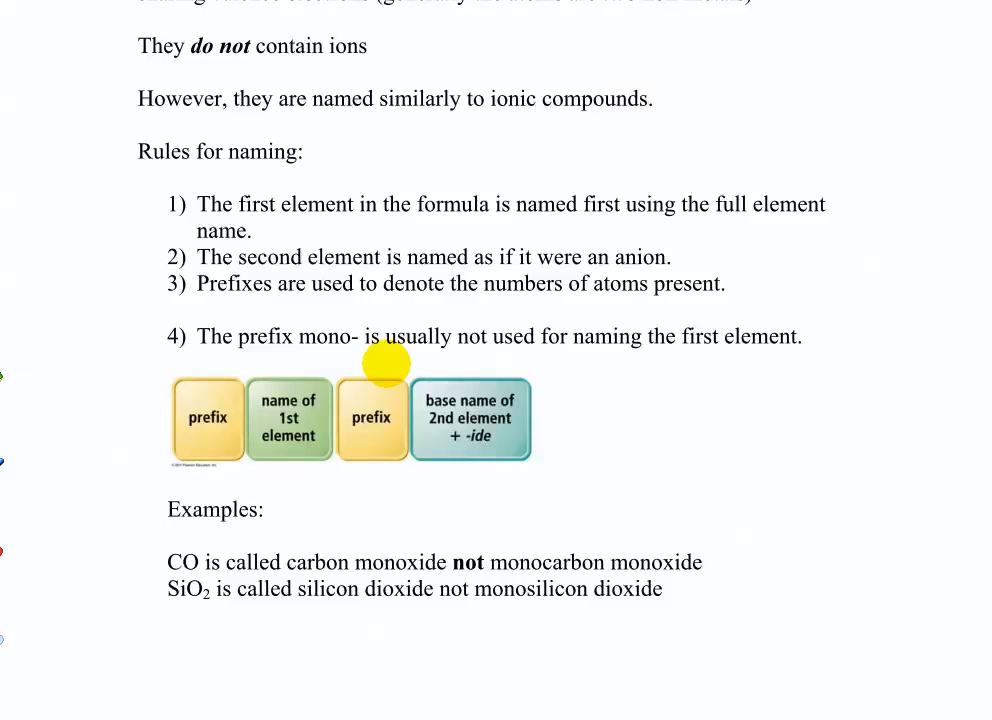 They do not contain ions
However, they are named similarly to ionic compounds.
Rules for naming:
1) The first element in the formula is named first using the full element
name.
2) The second element is named as if it were an anion.
3) Prefixes are used to denote the numbers of atoms present.
4) The prefix mono- is usually not used for naming the first element.
prefix
name of
1st
element
prefix
base name of
2nd element
+ -ide
Examples:
CO is called carbon monoxide not monocarbon monoxide
SiO₂ is called silicon dioxide not monosilicon dioxide